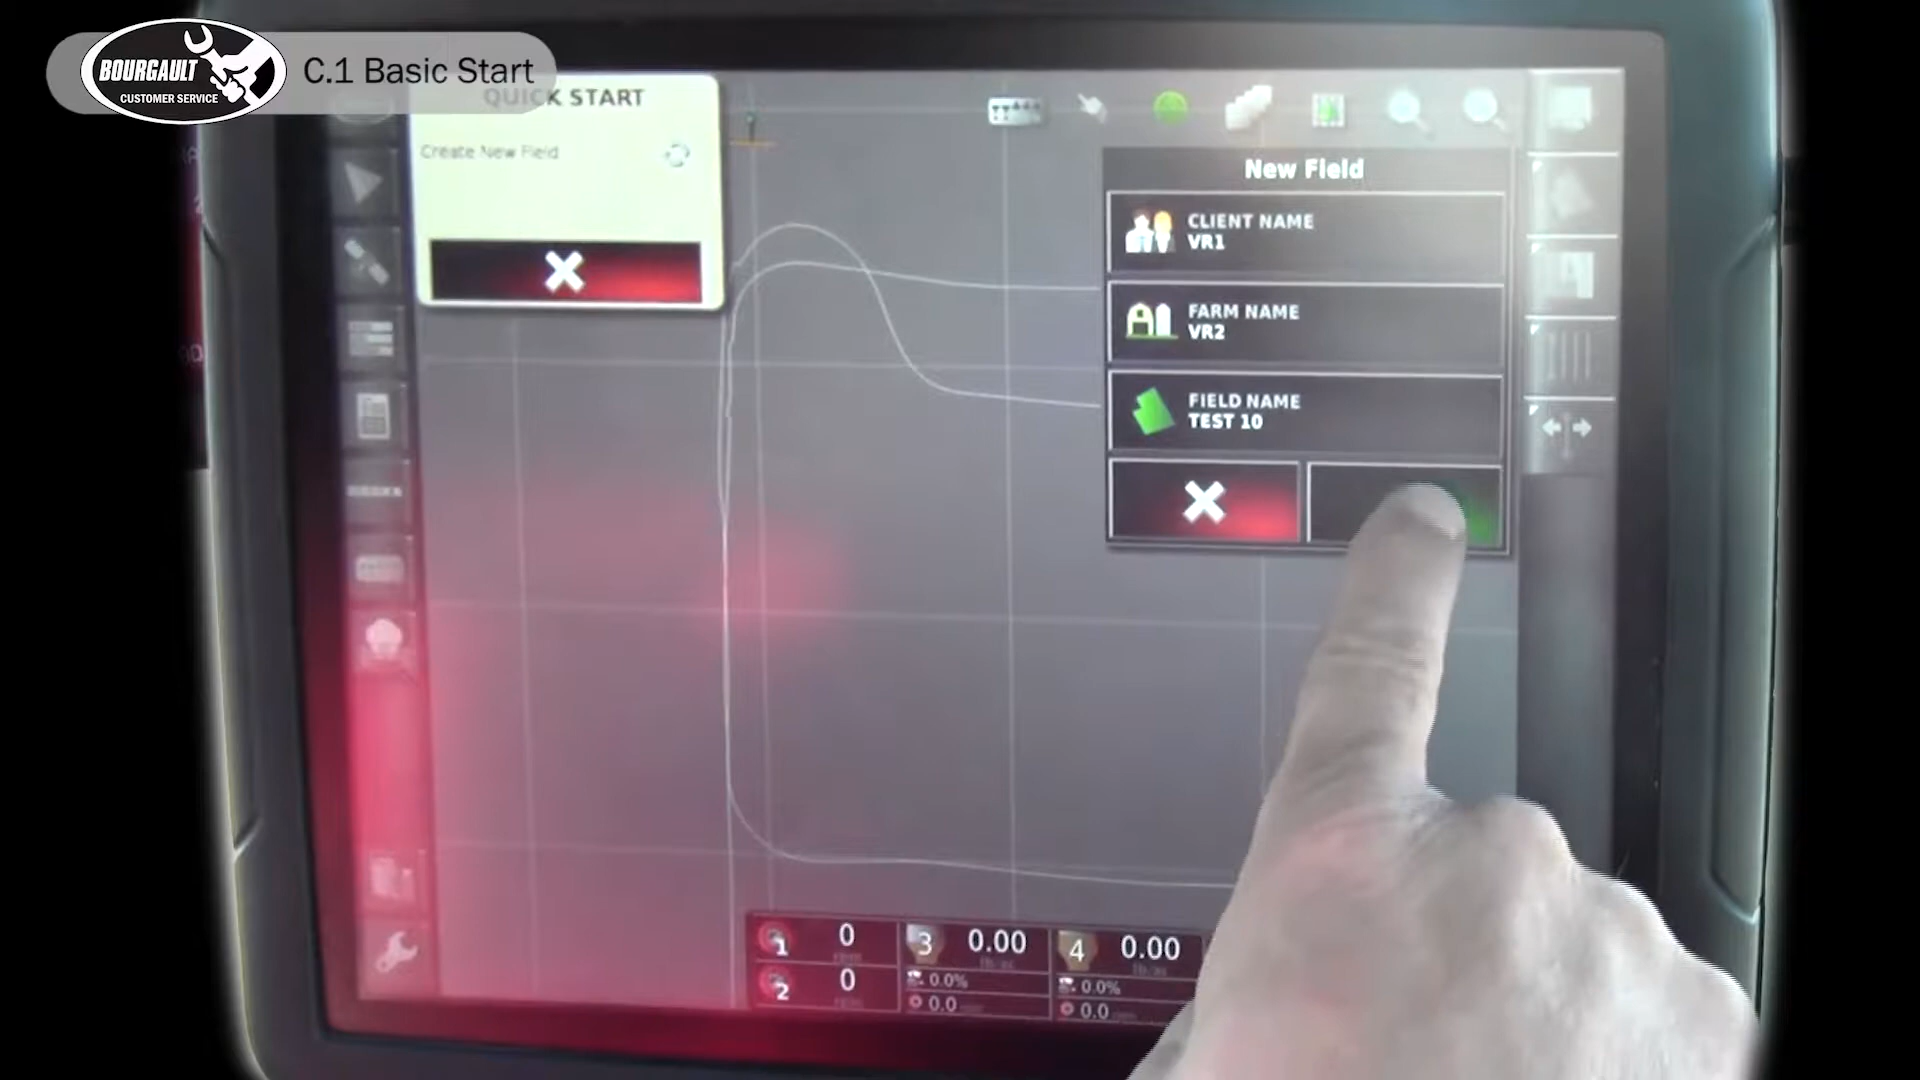 BOURGAULT
CUSTOMER SERVICE
C.1 Basic Start
QUICK START
Create New Field
New Field
CLIENT NAME
VR1
FARM NAME
VR2
FIELD NAME
TEST 10
1 0
3 0.00
4 0.00
2 0
0.0%
0.0%
0.0
0.0